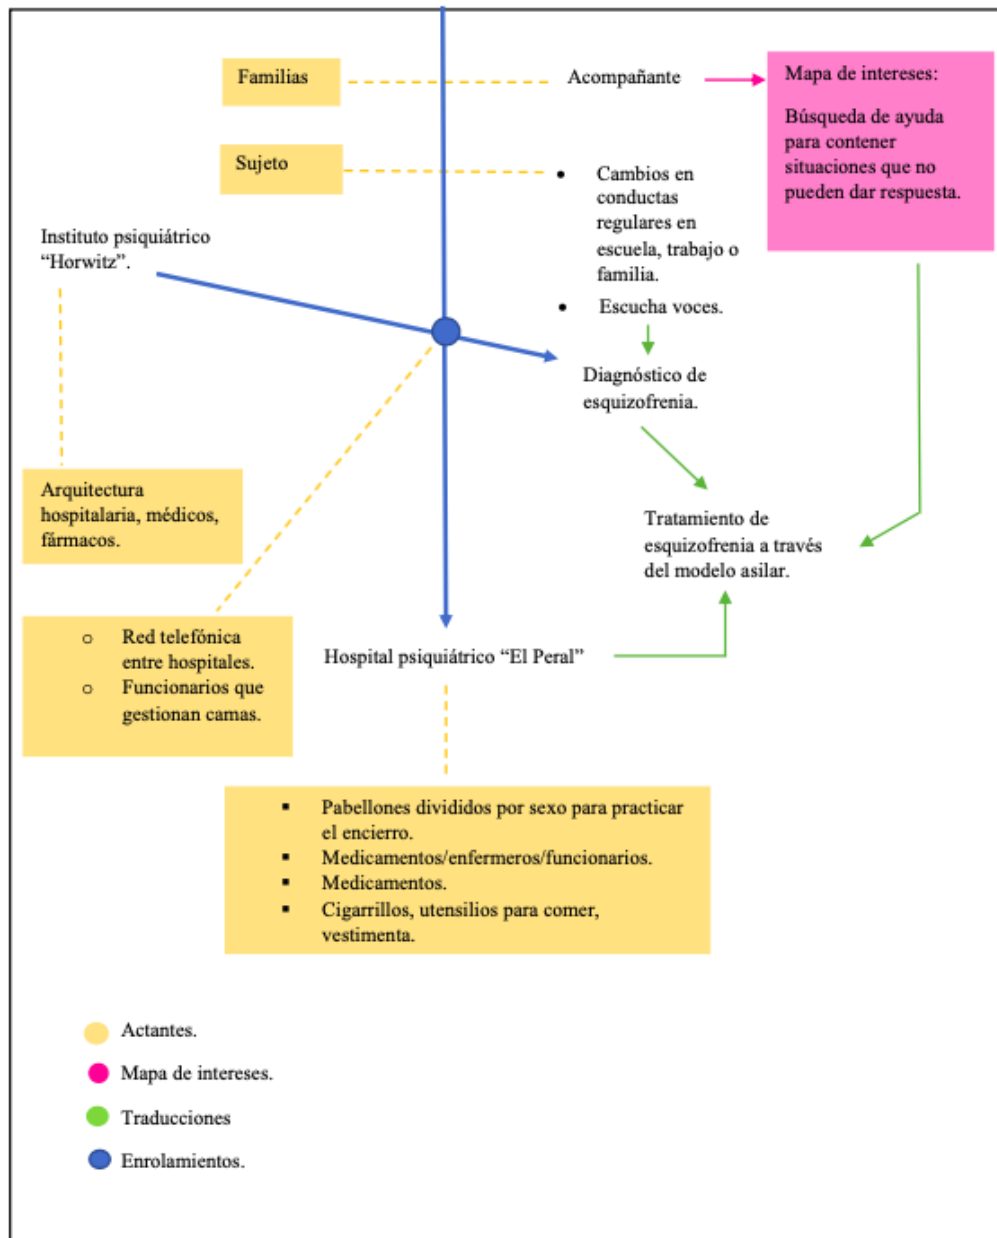 Familias
Acompañante
Mapa de intereses:
Búsqueda de ayuda
para contener
situaciones que no
pueden dar respuesta.
Sujeto
• Cambios en
conductas
regulares en
escuela, trabajo o
familia.
• Escucha voces.
Instituto psiquiátrico
“Horwitz”.
Diagnóstico de
esquizofrenia.
Arquitectura
hospitalaria, médicos,
fármacos.
Tratamiento de
esquizofrenia a través
del modelo asilar.
o Red telefónica
entre hospitales.
o Funcionarios que
gestionan camas.
Hospital psiquiátrico “El Peral”
▪ Pabellones divididos por sexo para practicar
el encierro.
▪ Medicamentos/enfermeros/funcionarios.
▪ Medicamentos.
▪ Cigarrillos, utensilios para comer,
vestimenta.
Actantes.
Mapa de intereses.
Traducciones
Enrolamientos.